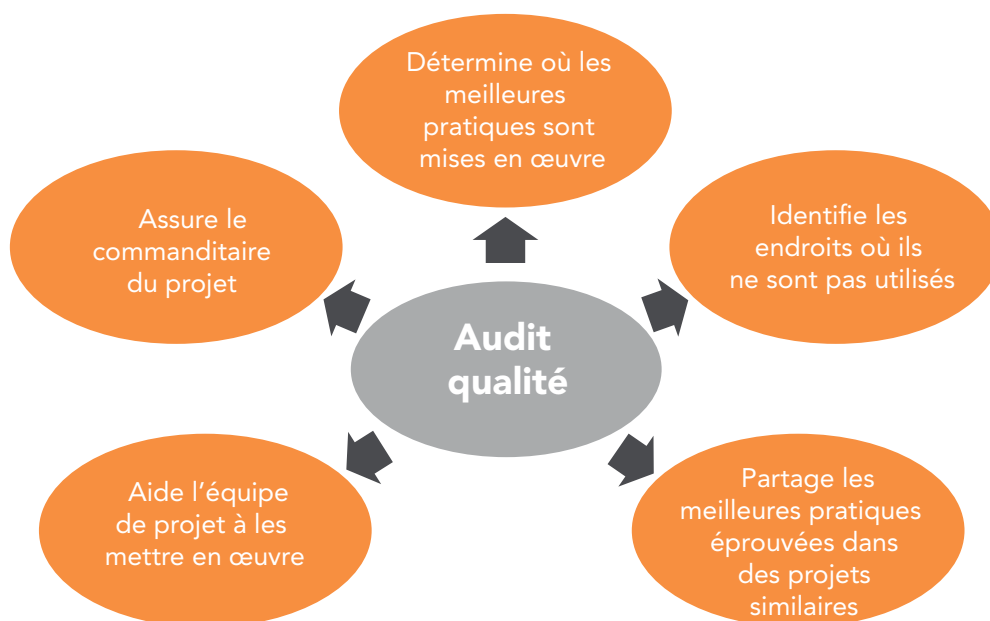 Détermine où les
meilleures
pratiques sont
mises en œuvre
Assure le
commanditaire
du projet
Identifie les
endroits où ils
ne sont pas utilisés
Audit
qualité
Aide l’équipe
de projet à les
mettre en œuvre
Partage les
meilleures pratiques
éprouvées dans
des projets
similaires